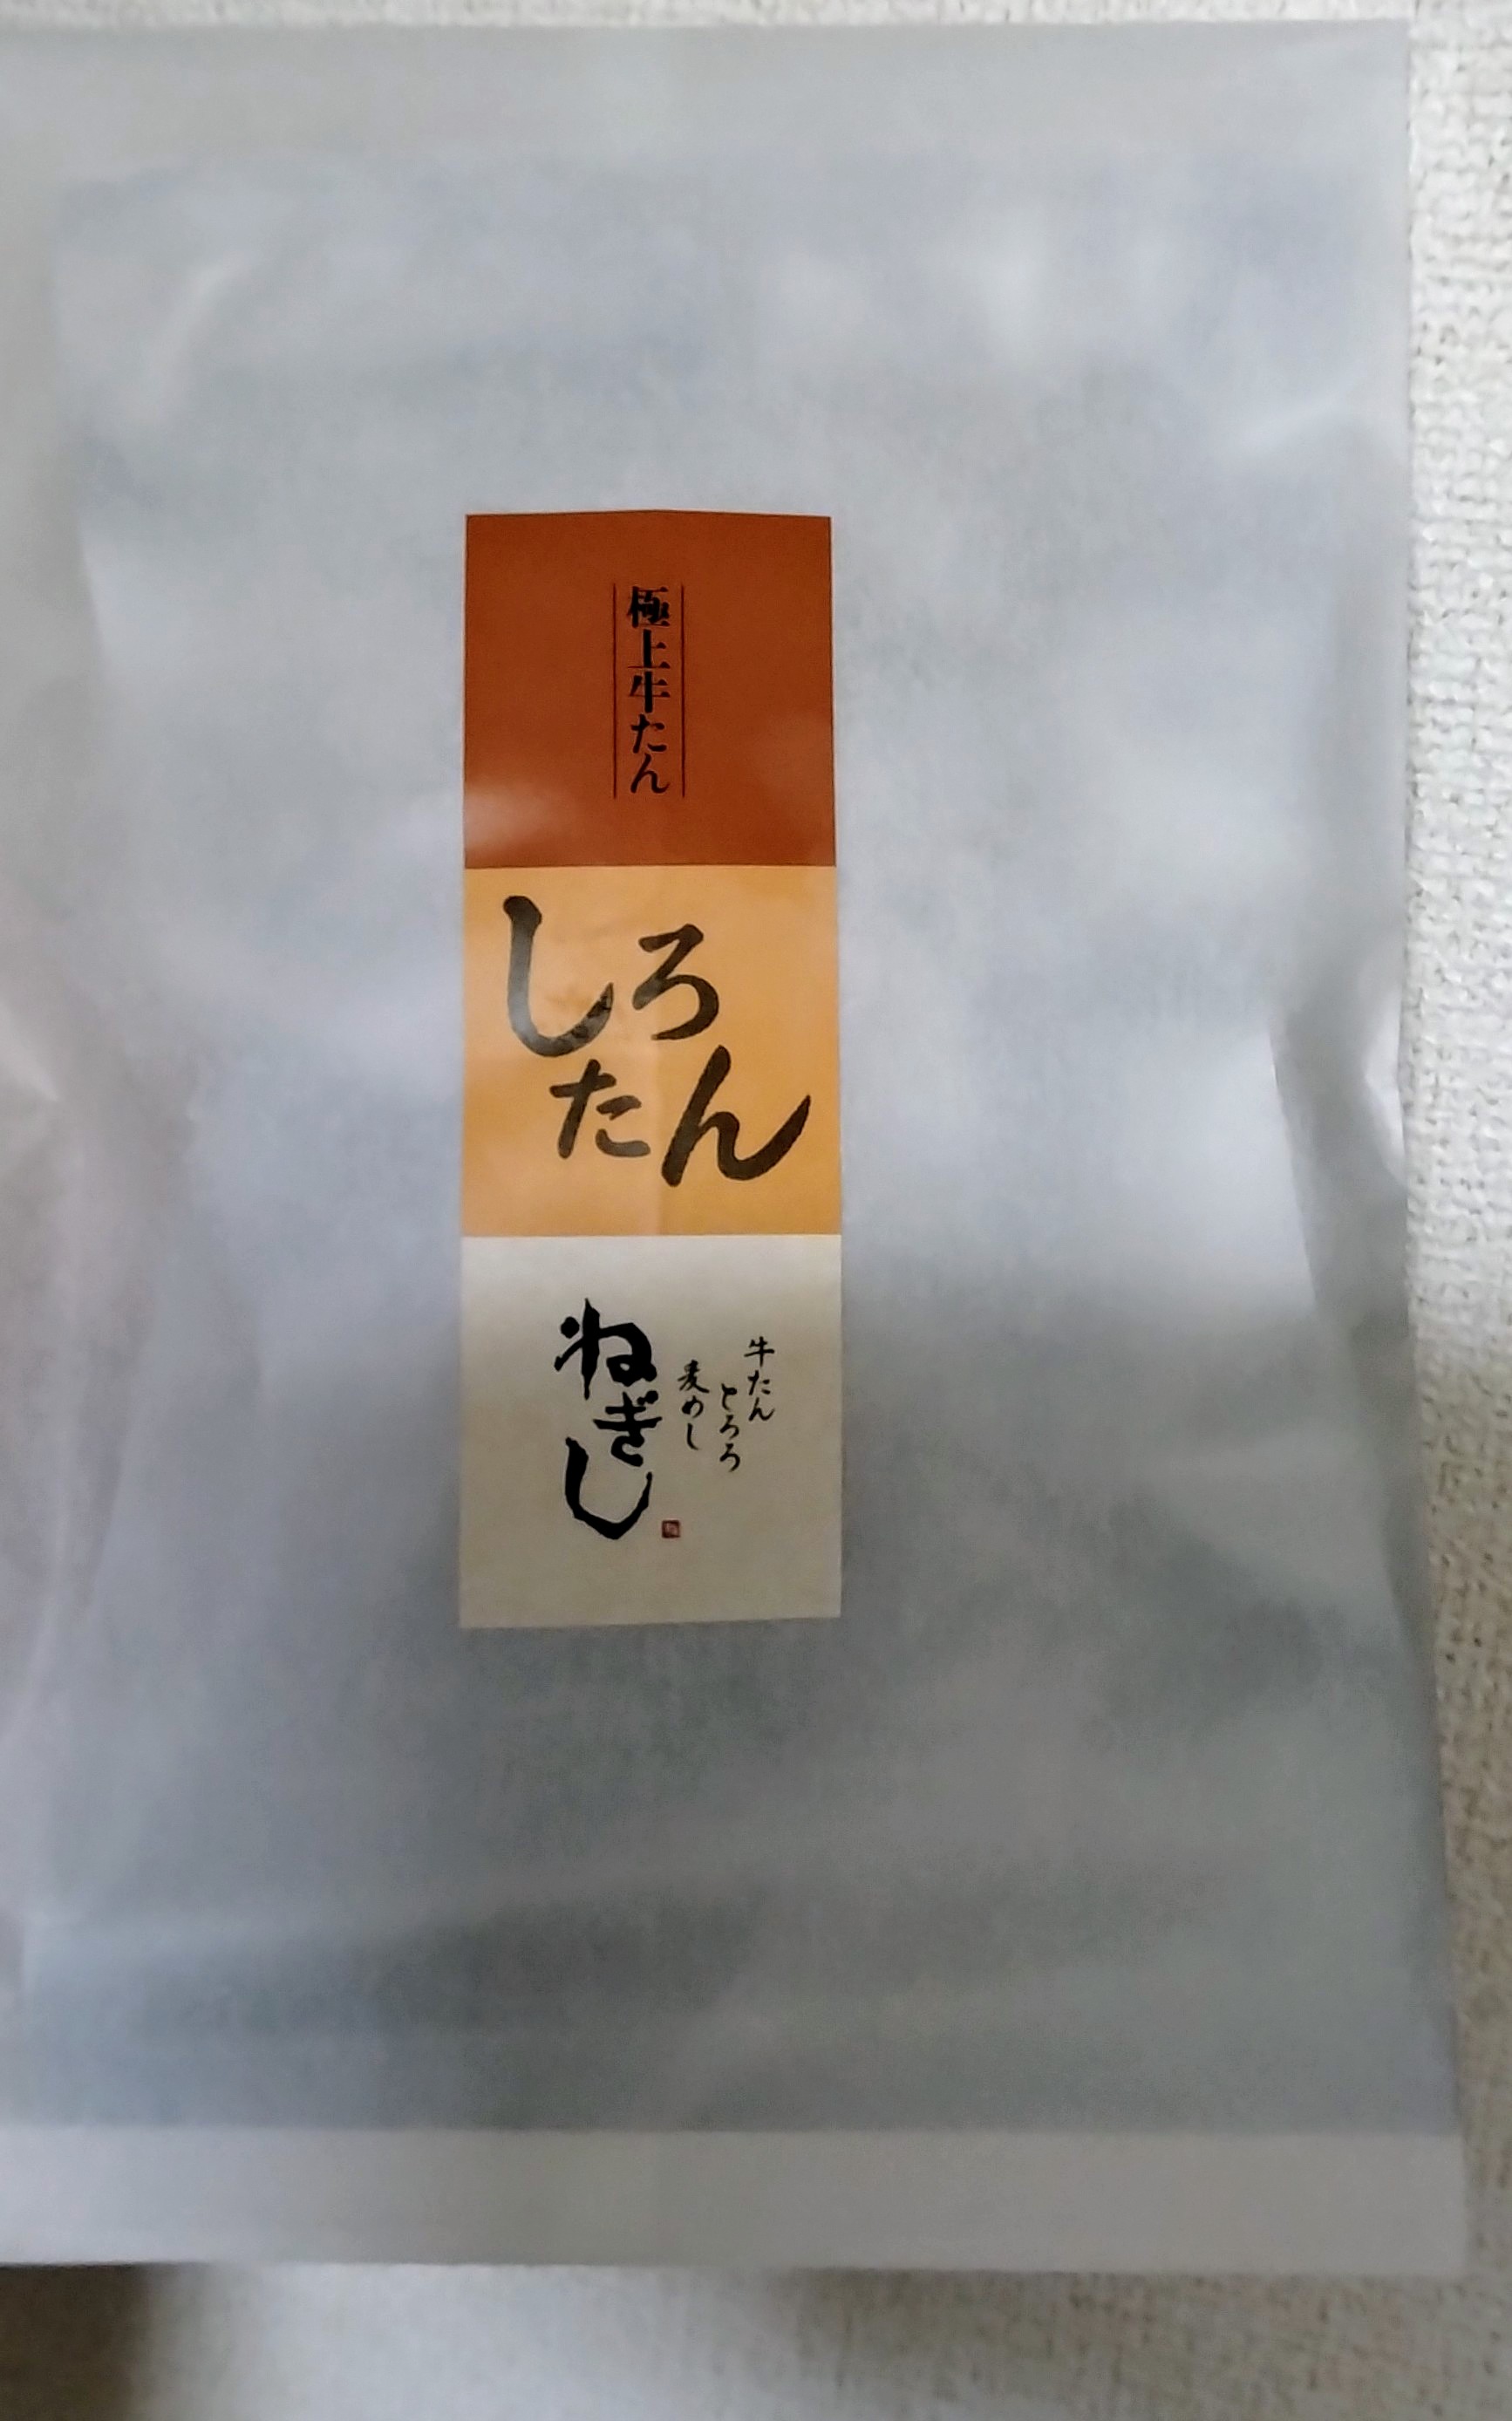 極上牛たん
しろ
たん
牛たん
とろろ
麦めし
ねぎし